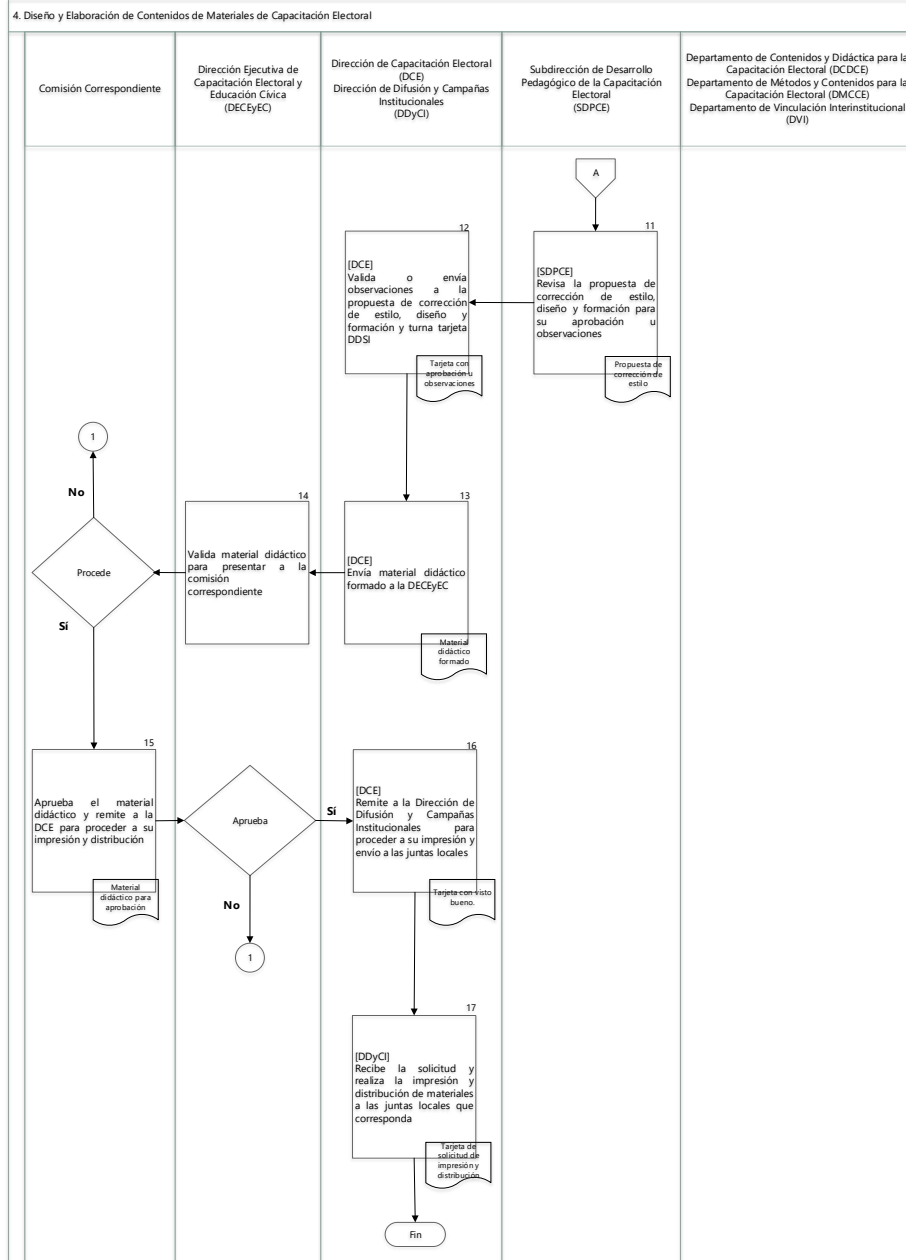 4. Diseño y Elaboración de Contenidos de Materiales de Capacitación Electoral
Comisión Correspondiente
Dirección Ejecutiva de
Capacitación Electoral y
Educación Cívica
(DECEyEC)
Dirección de Capacitación Electoral
(DCE)
Dirección de Difusión y Campañas
Institucionales
(DDyCI)
Subdirección de Desarrollo
Pedagógico de la Capacitación
Electoral
(SDPCE)
Departamento de Contenidos y Didáctica para la
Capacitación Electoral (DCDCE)
Departamento de Métodos y Contenidos para la
Capacitación Electoral (DMCCE)
Departamento de Vinculación Interinstitucional
(DVI)
A
11
[SDPCE]
Revisa la propuesta de
corrección de estilo,
diseño y formación para
su aprobación u
observaciones
Propuesta de
corrección de
estilo
12
[DCE]
Valida o envía
observaciones a la
propuesta de corrección
de estilo, diseño y
formación y turna tarjeta
DDSI
Tarjeta con
aprobación u
observaciones
13
[DCE]
Envía material didáctico
formado a la DECEyEC
Material
didáctico
formado
14
Valida material didáctico
para presentar a la
comisión
correspondiente
1
No
Procede
Sí
15
Aprueba el material
didáctico y remite a la
DCE para proceder a su
impresión y distribución
Material
didáctico para
aprobación
Aprueba
Sí
No
1
16
[DCE]
Remite a la Dirección de
Difusión y Campañas
Institucionales para
proceder a su impresión y
envío a las juntas locales
Tarjeta con visto
bueno.
17
[DDyCI]
Recibe la solicitud y
realiza la impresión y
distribución de materiales
a las juntas locales que
corresponda
Tarjeta de
solicitud de
impresión y
distribución
Fin